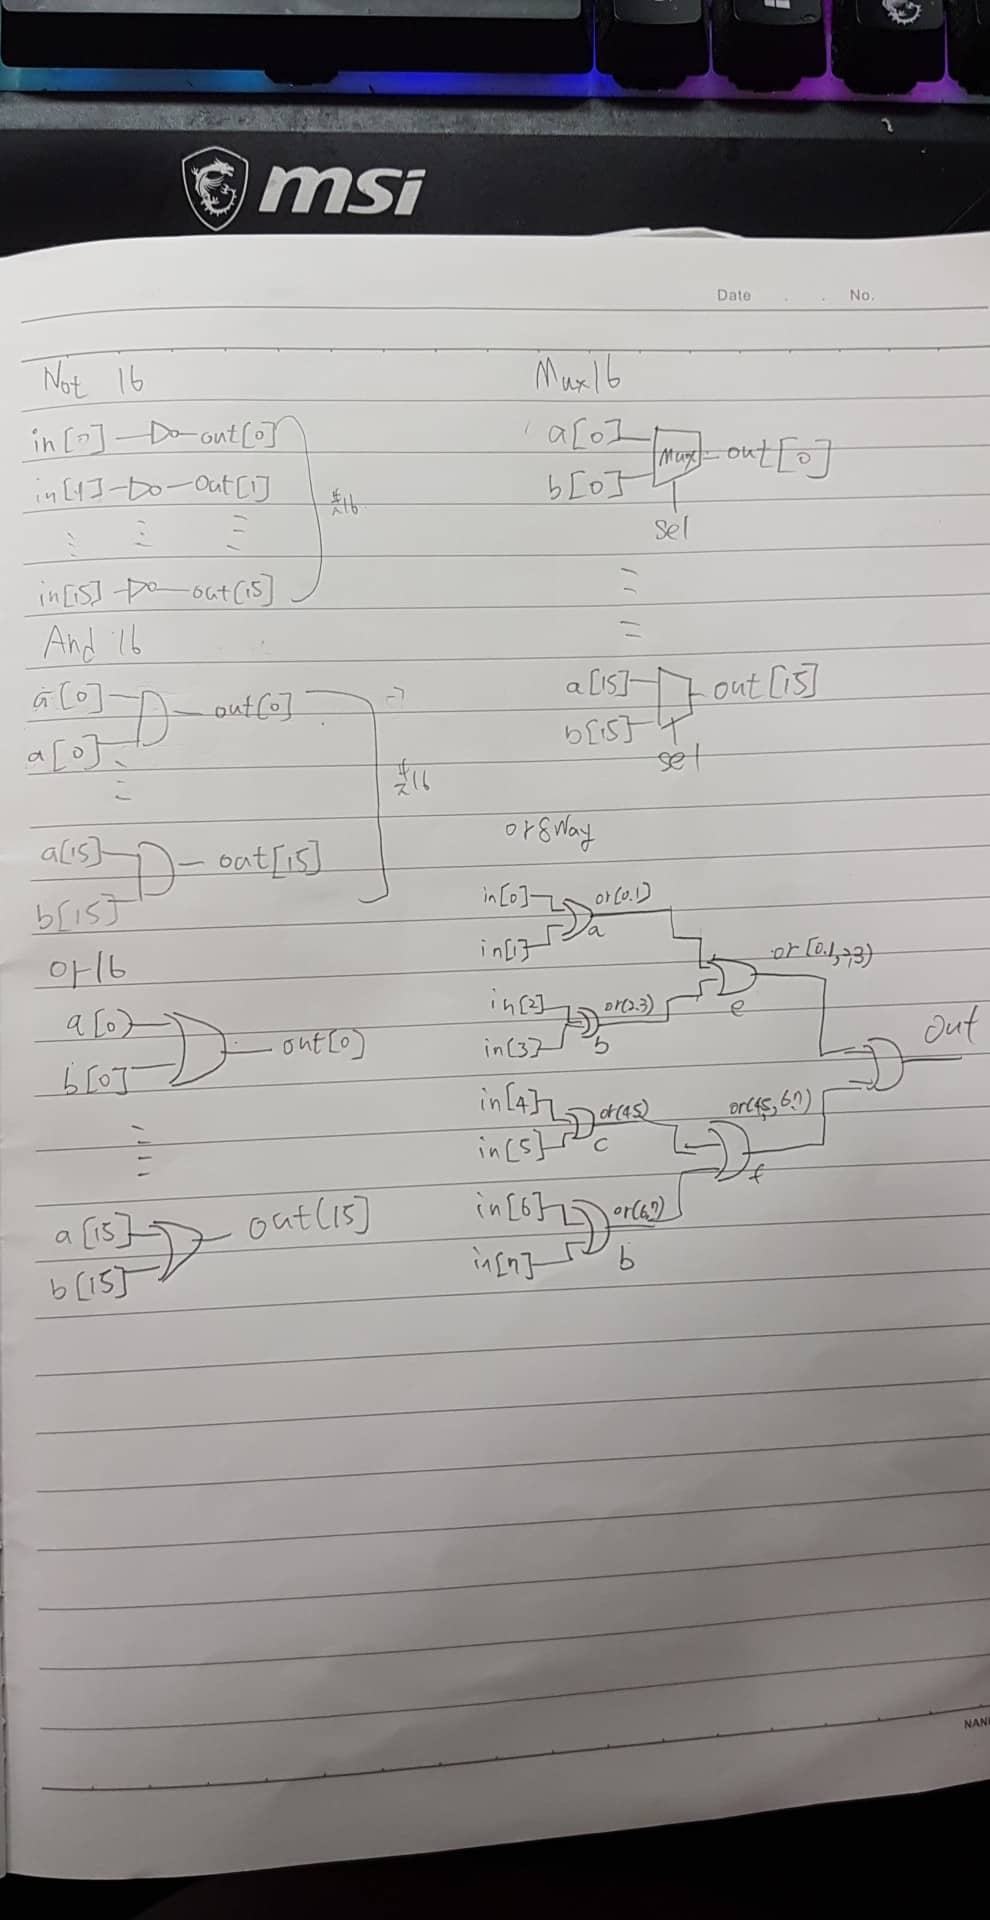 msi
Date . . No.
Not 16
in[0] out[0]
in[1] out[1]
共16
in[15] out[15]
And 16
a[0] out[0]
a[0]
共16
a[15] out[15]
b[15]
or16
a[0] out[0]
b[0]
a[15] out[15]
b[15]
Mux16
a[0] Mux out[0]
b[0]
sel
a[15] out[15]
b[15]
sel
or8Way
in[0] or(0.1)
in[1] a
or[0.1,2,3)
in[2] or(2.3) e
in[3] b
out
in[4] or(45) or(45,6.7)
in[5] c f
in[6] or(6,7)
in[7] b
NAN